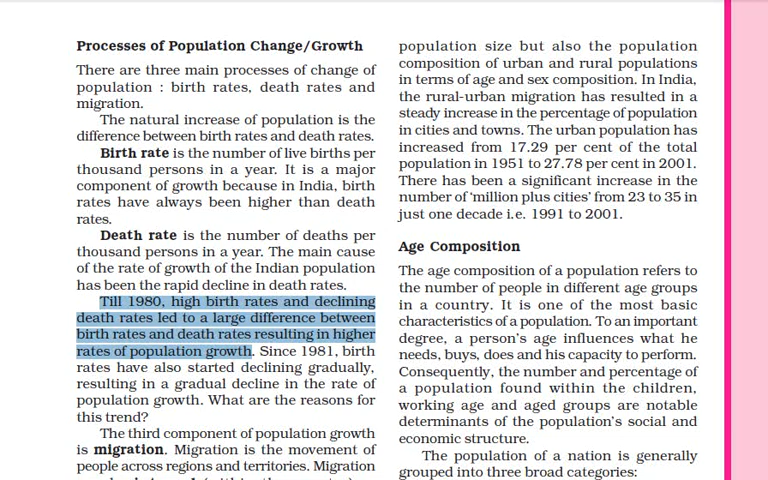 Processes of Population Change/Growth
There are three main processes of change of
population : birth rates, death rates and
migration.
The natural increase of population is the
difference between birth rates and death rates.
Birth rate is the number of live births per
thousand persons in a year. It is a major
component of growth because in India, birth
rates have always been higher than death
rates.
Death rate is the number of deaths per
thousand persons in a year. The main cause
of the rate of growth of the Indian population
has been the rapid decline in death rates.
Till 1980, high birth rates and declining
death rates led to a large difference between
birth rates and death rates resulting in higher
rates of population growth. Since 1981, birth
rates have also started declining gradually,
resulting in a gradual decline in the rate of
population growth. What are the reasons for
this trend?
The third component of population growth
is migration. Migration is the movement of
people across regions and territories. Migration
population size but also the population
composition of urban and rural populations
in terms of age and sex composition. In India,
the rural-urban migration has resulted in a
steady increase in the percentage of population
in cities and towns. The urban population has
increased from 17.29 per cent of the total
population in 1951 to 27.78 per cent in 2001.
There has been a significant increase in the
number of ‘million plus cities’ from 23 to 35 in
just one decade i.e. 1991 to 2001.
Age Composition
The age composition of a population refers to
the number of people in different age groups
in a country. It is one of the most basic
characteristics of a population. To an important
degree, a person’s age influences what he
needs, buys, does and his capacity to perform.
Consequently, the number and percentage of
a population found within the children,
working age and aged groups are notable
determinants of the population’s social and
economic structure.
The population of a nation is generally
grouped into three broad categories: